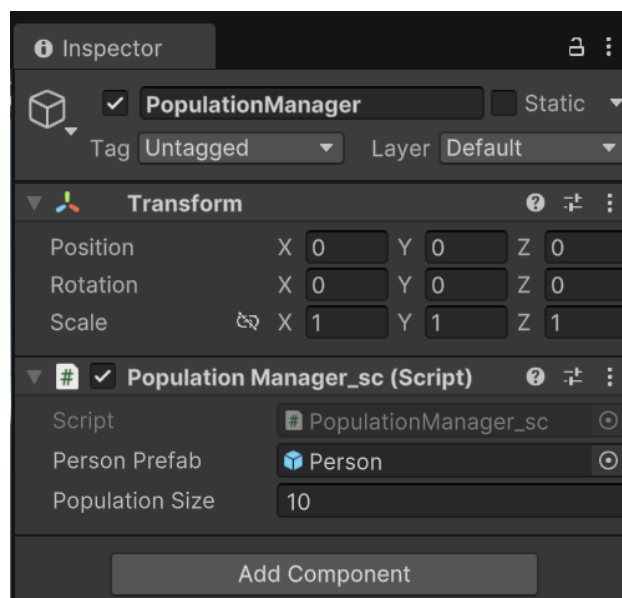 Inspector
PopulationManager Static
Tag Untagged Layer Default
Transform
Position X 0 Y 0 Z 0
Rotation X 0 Y 0 Z 0
Scale X 1 Y 1 Z 1
# Population Manager_sc (Script)
Script # PopulationManager_sc
Person Prefab Person
Population Size 10
Add Component